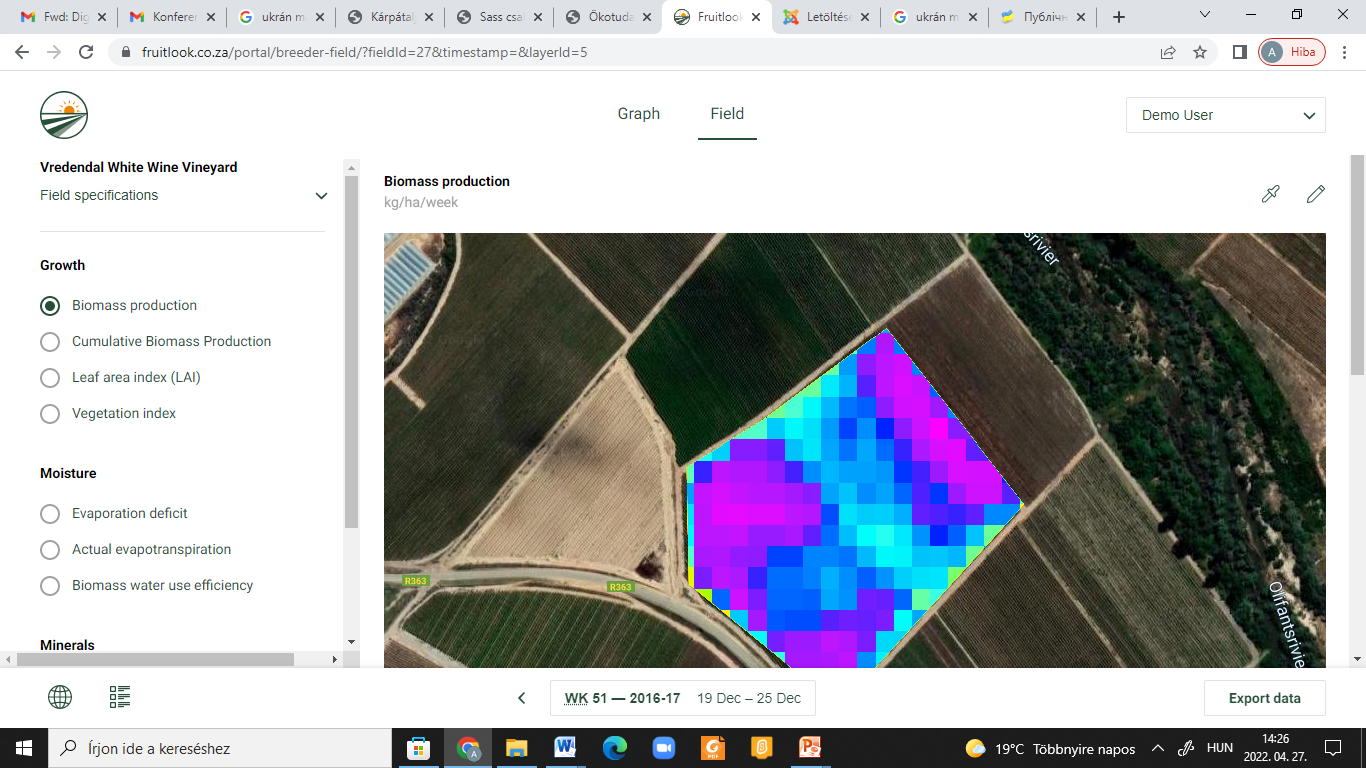 Fwd: Dig
Konferen
ukrán m
Kárpátal
Sass csal
Ökotuda
Fruitlook
Letöltés
ukrán m
Публічн
fruitlook.co.za/portal/breeder-field/?fieldId=27&timestamp=&layerId=5
A Hiba
Graph Field
Demo User
Vredendal White Wine Vineyard
Field specifications
Growth
Biomass production
Cumulative Biomass Production
Leaf area index (LAI)
Vegetation index
Moisture
Evaporation deficit
Actual evapotranspiration
Biomass water use efficiency
Minerals
Biomass production
kg/ha/week
R363
R363
Olifantsrivie
WK 51 — 2016-17 19 Dec – 25 Dec
Export data
Írjon ide a kereséshez
19°C Többnyire napos
HUN
14:26
2022. 04. 27.